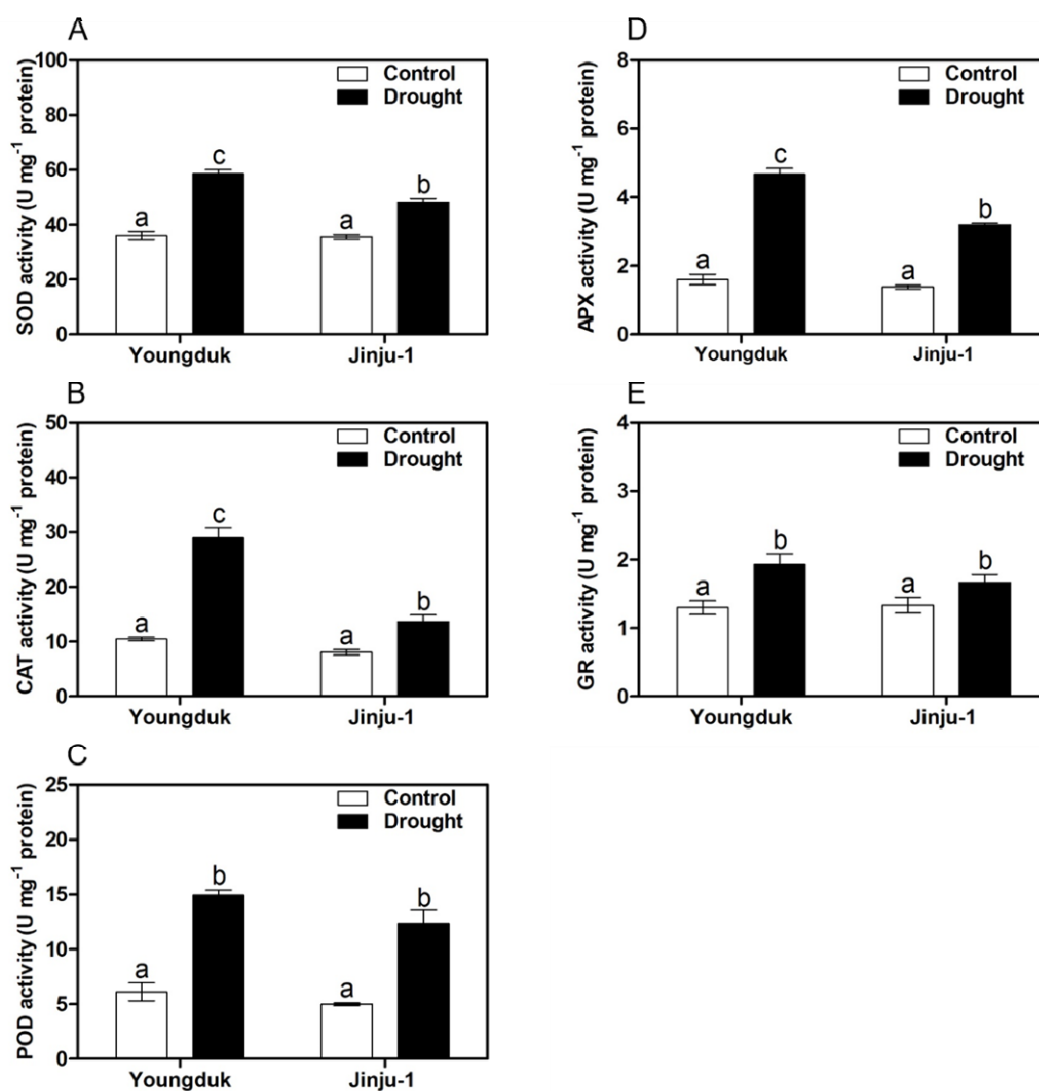 A
SOD activity (U mg⁻¹ protein)
100
80
60
40
20
0
Control
Drought
a
c
a
b
Youngduk
Jinju-1
B
CAT activity (U mg⁻¹ protein)
50
40
30
20
10
0
Control
Drought
a
c
a
b
Youngduk
Jinju-1
C
POD activity (U mg⁻¹ protein)
25
20
15
10
5
0
Control
Drought
a
b
a
b
Youngduk
Jinju-1
D
APX activity (U mg⁻¹ protein)
8
6
4
2
0
Control
Drought
a
c
a
b
Youngduk
Jinju-1
E
GR activity (U mg⁻¹ protein)
4
3
2
1
0
Control
Drought
a
b
a
b
Youngduk
Jinju-1